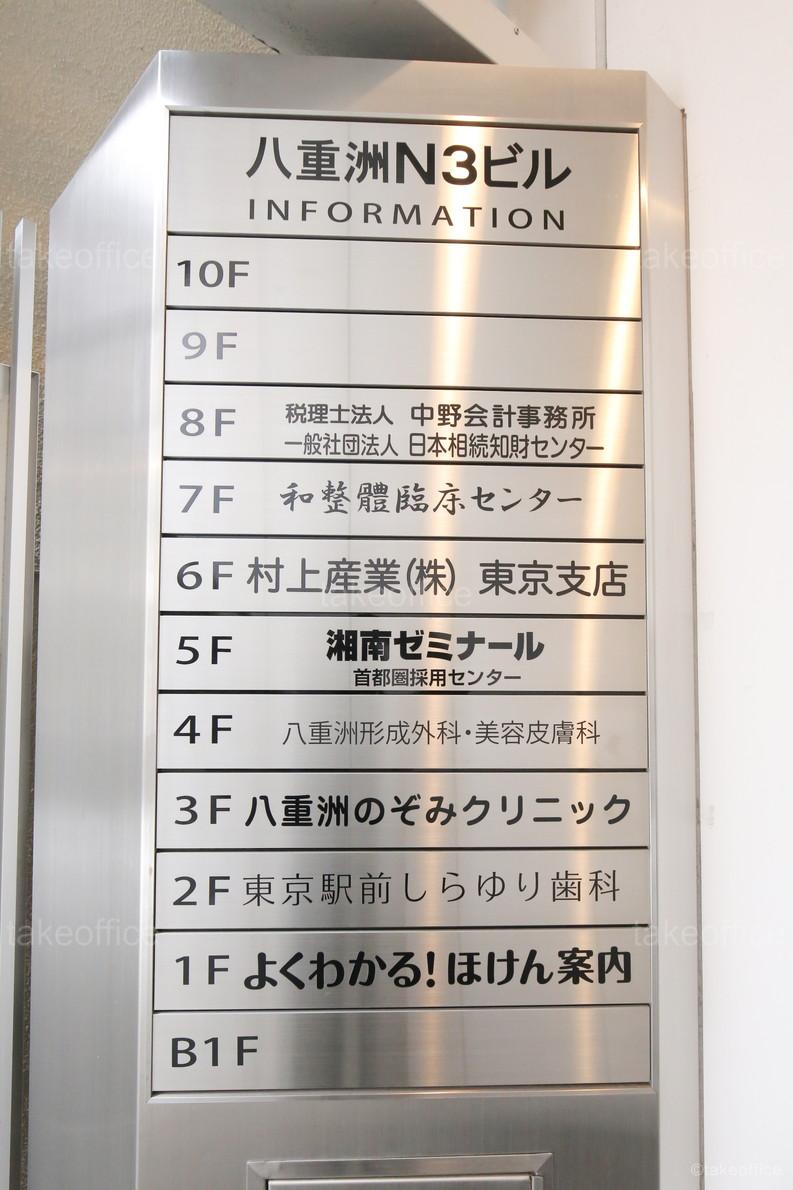 八重洲N3ビル
INFORMATION
10F
takeoffice takeoffice
9F
8F 税理士法人 中野会計事務所
一般社団法人 日本相続知財センター
7F 和整體臨床センター
6F 村上産業(株) 東京支店
takeoffice
5F 湘南ゼミナール
首都圏採用センター
4F 八重洲形成外科・美容皮膚科
3F 八重洲のぞみクリニック
2F 東京駅前しらゆり歯科
takeoffice takeoffice
1F よくわかる!ほけん案内
B1F
©takeoffice